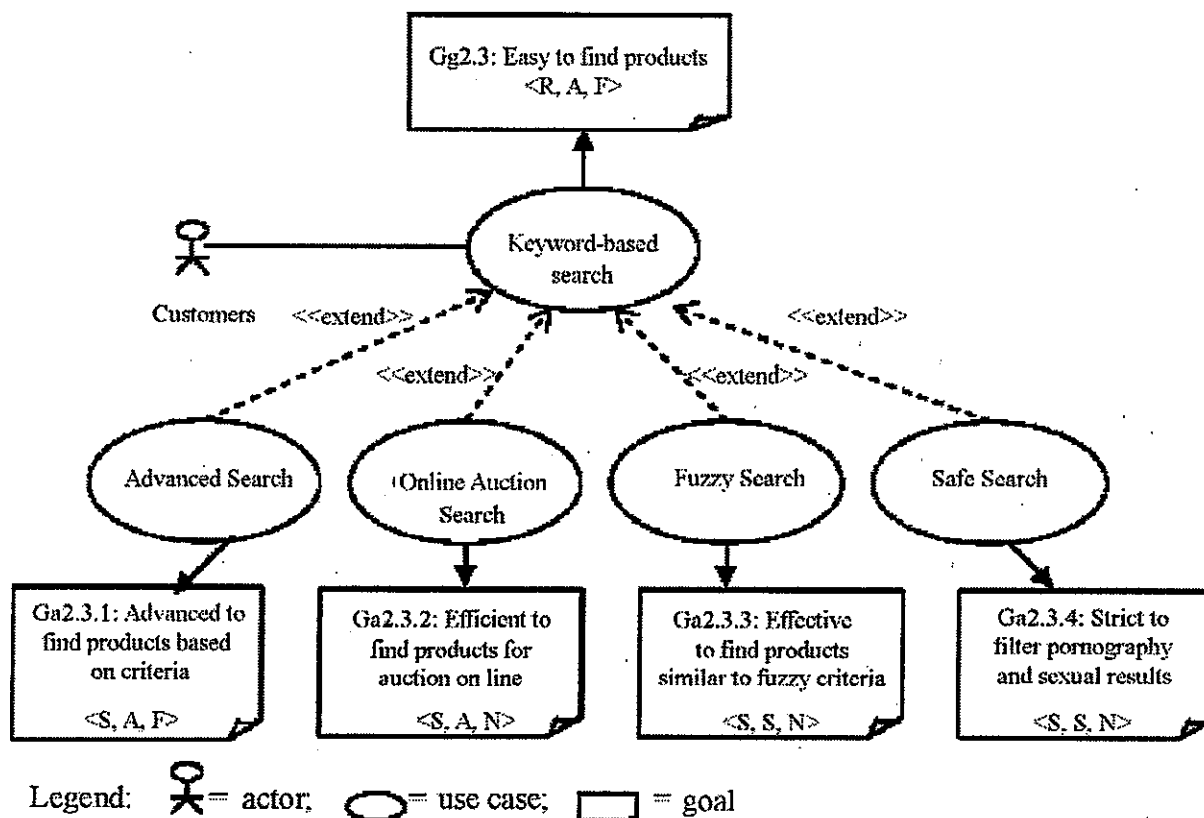 Gg2.3: Easy to find products
<R, A, F>
Keyword-based
search
Customers
<<extend>>
<<extend>>
<<extend>>
<<extend>>
Advanced Search
Online Auction
Search
Fuzzy Search
Safe Search
Ga2.3.1: Advanced to
find products based
on criteria
<S, A, F>
Ga2.3.2: Efficient to
find products for
auction on line
<S, A, N>
Ga2.3.3: Effective
to find products
similar to fuzzy criteria
<S, S, N>
Ga2.3.4: Strict to
filter pornography
and sexual results
<S, S, N>
Legend: = actor; = use case; = goal